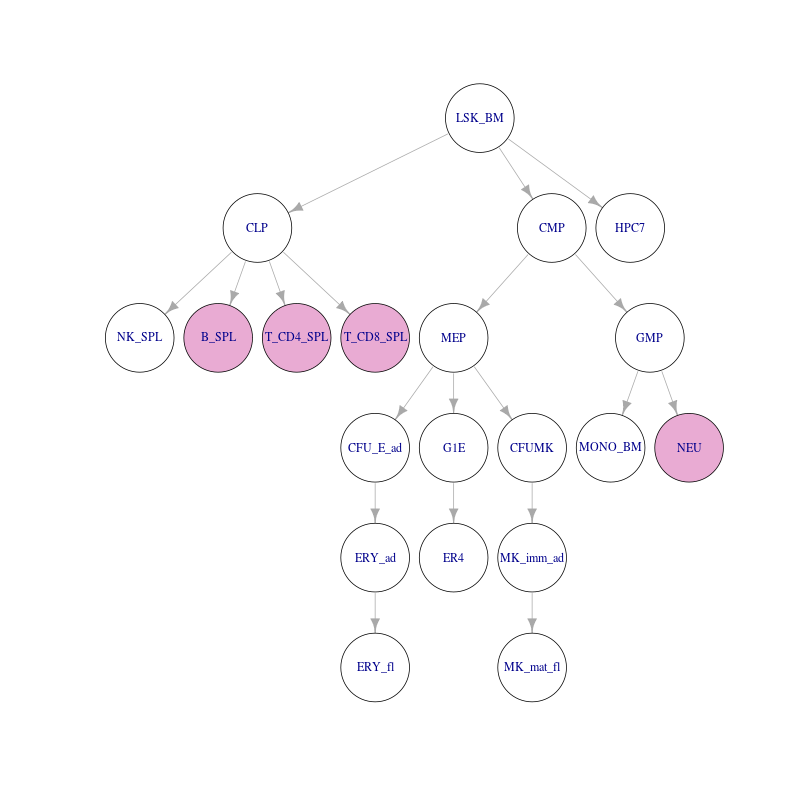 LSK_BM
CLP
CMP
HPC7
NK_SPL
B_SPL
T_CD4_SPL
T_CD8_SPL
MEP
GMP
CFU_E_ad
G1E
CFUMK
MONO_BM
NEU
ERY_ad
ER4
MK_imm_ad
ERY_fl
MK_mat_fl